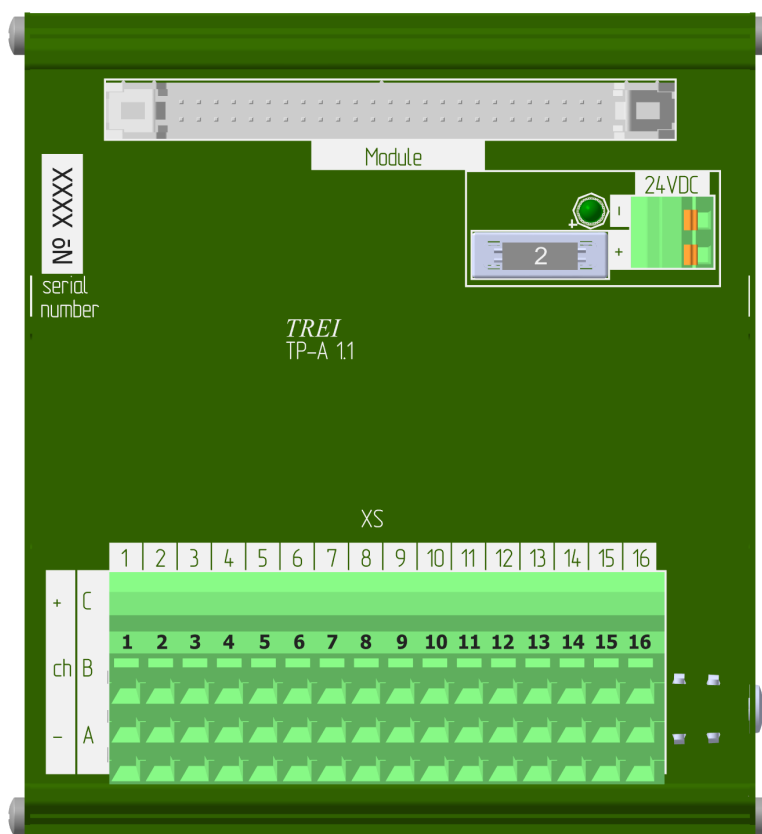 Module
24VDC
№ XXXX
-
+
2
serial
number
TREI
TP-A 1.1
XS
1 2 3 4 5 6 7 8 9 10 11 12 13 14 15 16
+ C
1 2 3 4 5 6 7 8 9 10 11 12 13 14 15 16
ch B
- A